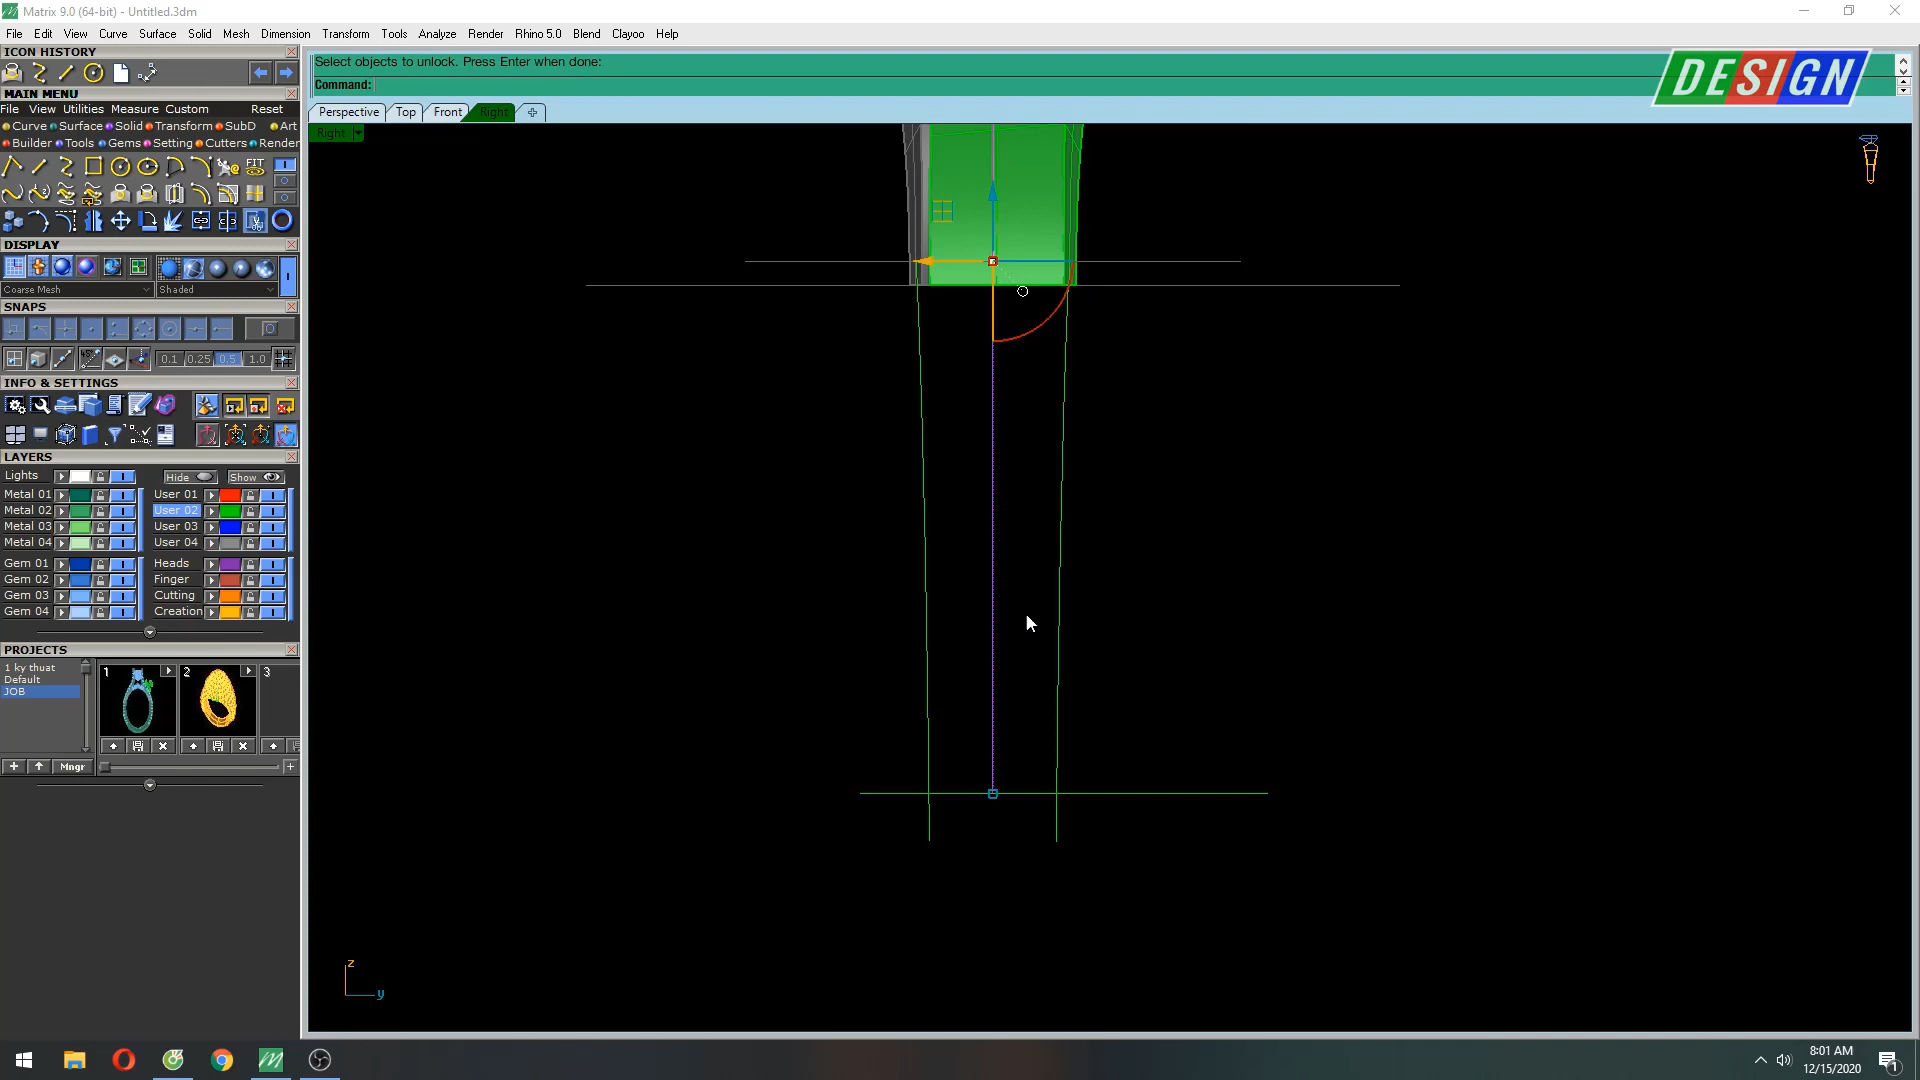 Matrix 9.0 (64-bit) - Untitled.3dm
File Edit View Curve Surface Solid Mesh Dimension Transform Tools Analyze Render Rhino 5.0 Blend Clayoo Help
ICON HISTORY
Select objects to unlock. Press Enter when done:
Command:
DESIGN
MAIN MENU
File View Utilities Measure Custom Reset
Perspective Top Front Right
Curve Surface Solid Transform SubD Art
Right
Builder Tools Gems Setting Cutters Render
FIT
DISPLAY
Coarse Mesh Shaded
SNAPS
0.1 0.25 0.5 1.0
INFO & SETTINGS
LAYERS
Lights Hide Show
Metal 01 User 01
Metal 02 User 02
Metal 03 User 03
Metal 04 User 04
Gem 01 Heads
Gem 02 Finger
Gem 03 Cutting
Gem 04 Creation
PROJECTS
1 ky thuat
Default
JOB
1 2 3
Mngr
z
y
8:01 AM
12/15/2020
1